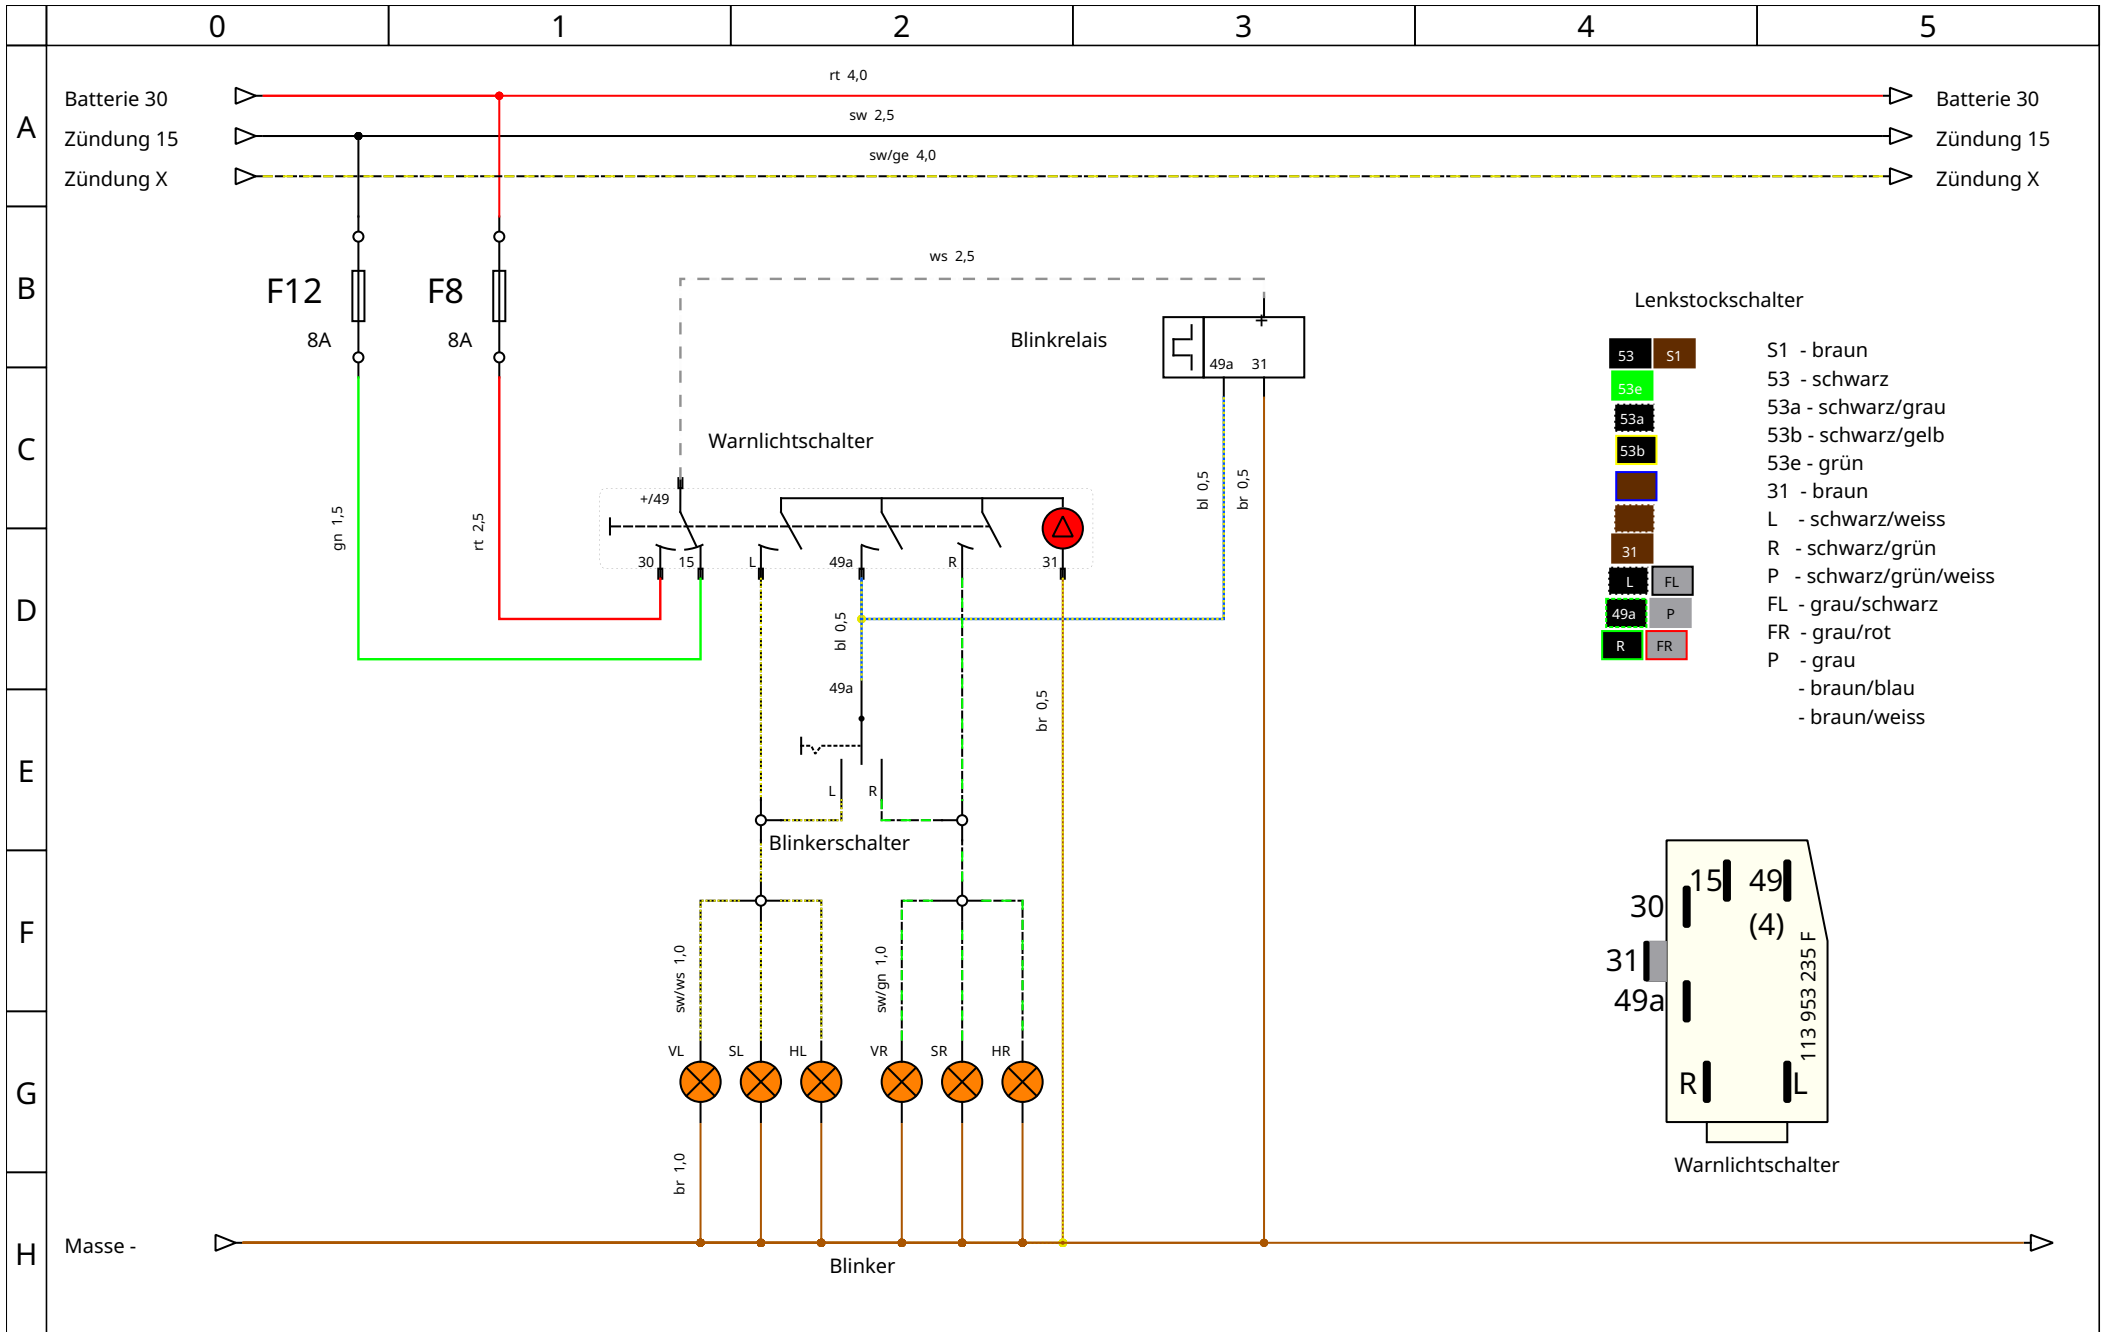 0 1 2 3 4 5
A
B
C
D
E
F
G
H
rt 4,0
Batterie 30
Batterie 30
sw 2,5
Zündung 15
Zündung 15
sw/ge 4,0
Zündung X
Zündung X
ws 2,5
F12
8A
F8
8A
Blinkrelais
+
49a 31
Warnlichtschalter
+/49
30 15 L 49a R 31
gn 1,5
rt 2,5
bl 0,5
br 0,5
bl 0,5
49a
br 0,5
L R
Blinkerschalter
sw/ws 1,0
sw/gn 1,0
VL SL HL VR SR HR
br 1,0
Masse -
Blinker
Lenkstockschalter
53 S1
53e
53a
53b
31
L FL
49a P
R FR
S1 - braun
53 - schwarz
53a - schwarz/grau
53b - schwarz/gelb
53e - grün
31 - braun
L - schwarz/weiss
R - schwarz/grün
P - schwarz/grün/weiss
FL - grau/schwarz
FR - grau/rot
P - grau
- braun/blau
- braun/weiss
15 49
30
(4)
31
49a
113 953 235 F
R L
Warnlichtschalter